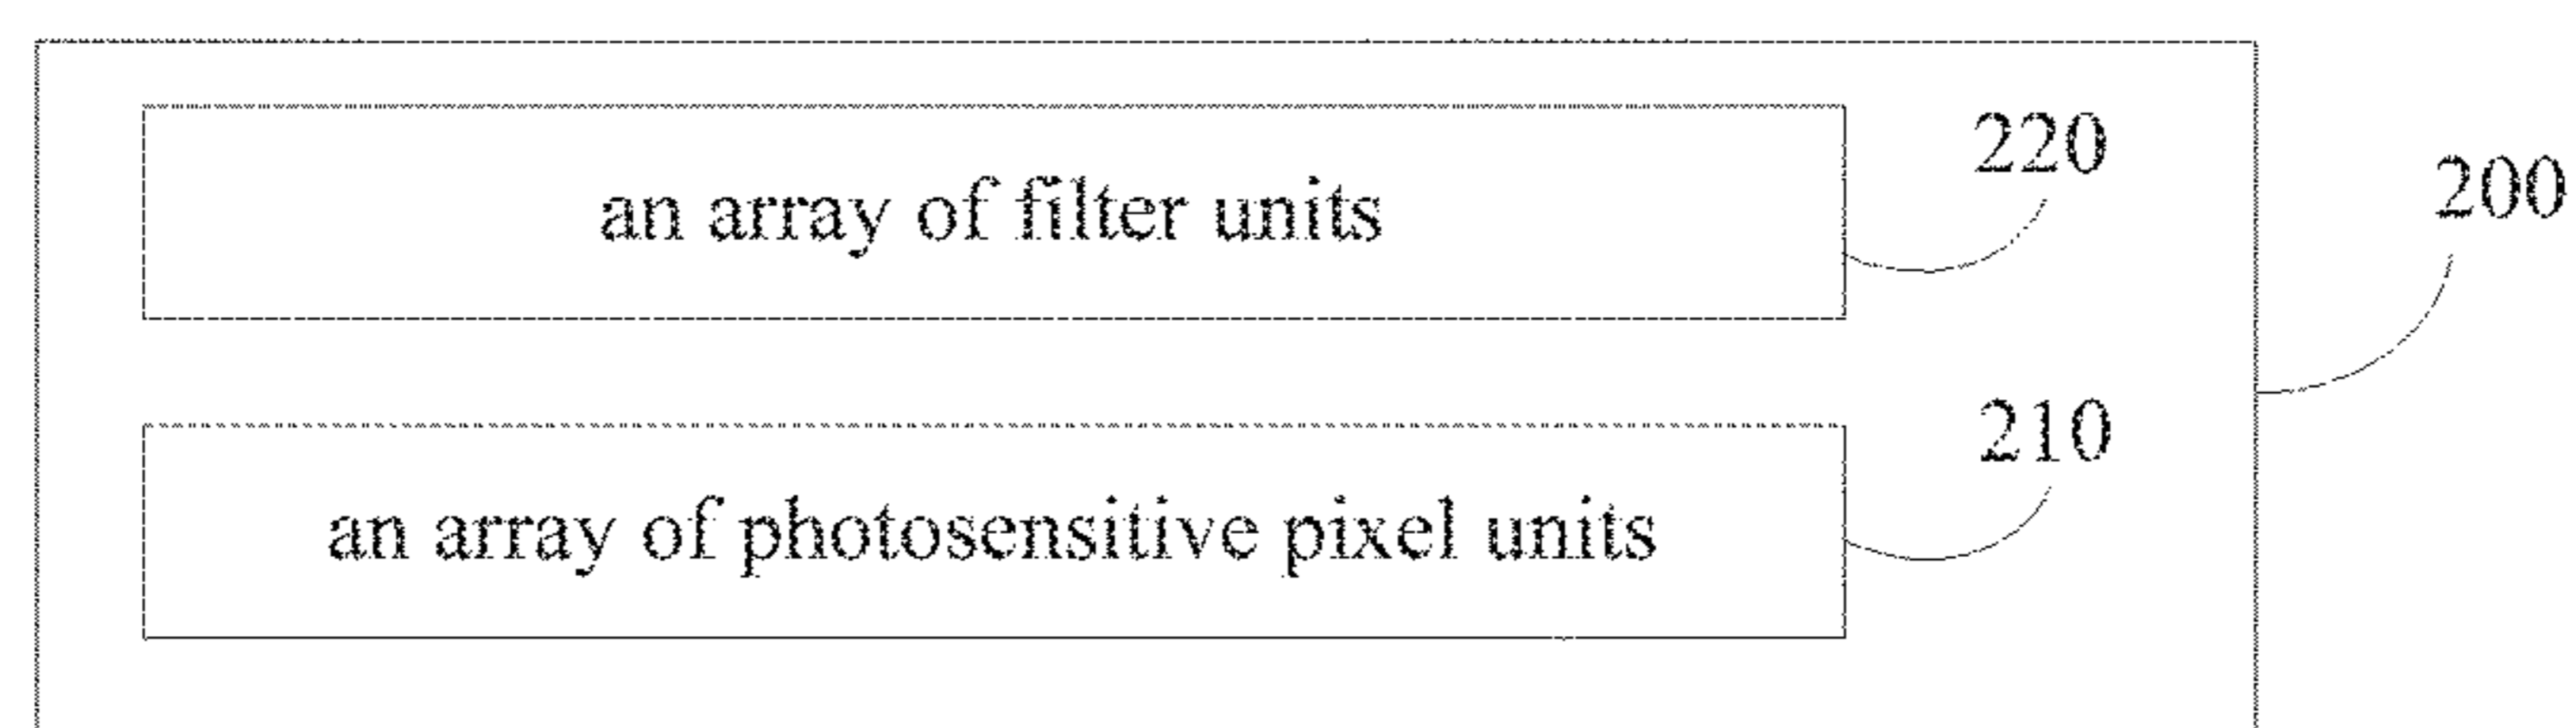 220
200
an array of filter units
210
an array of photosensitive pixel units